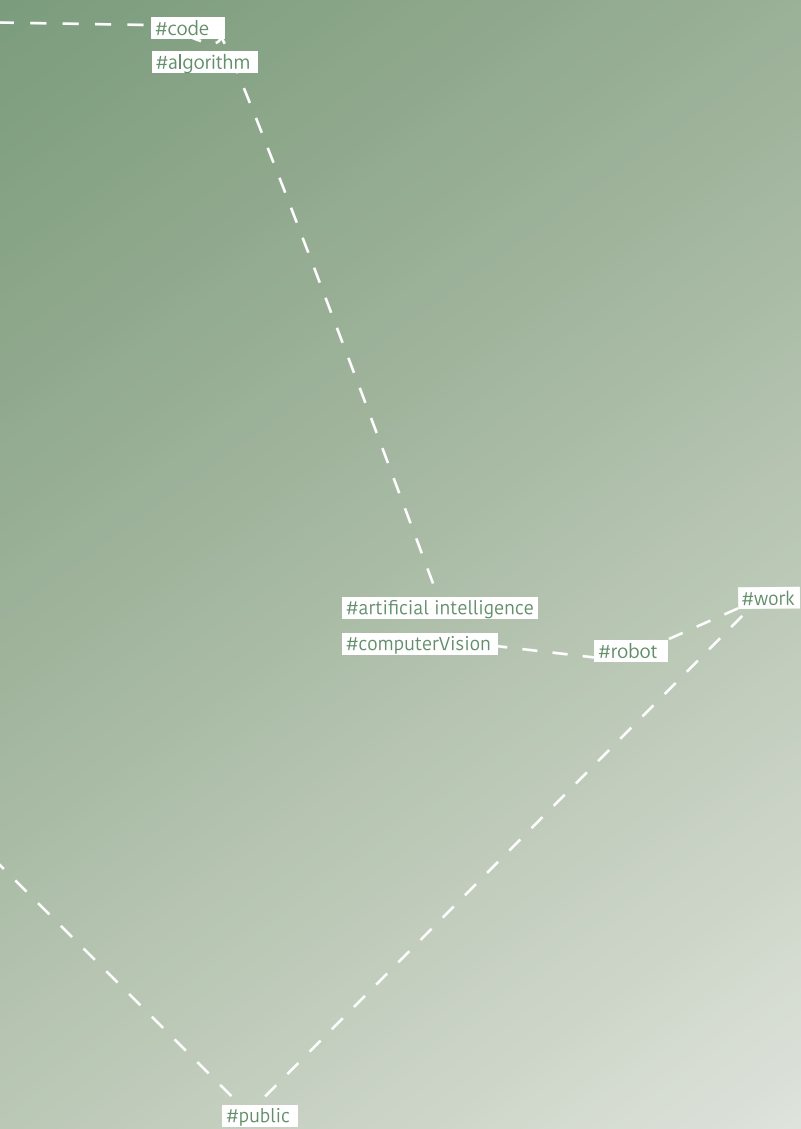 #code
#algorithm
#artificial intelligence
#work
#computerVision
#robot
#public